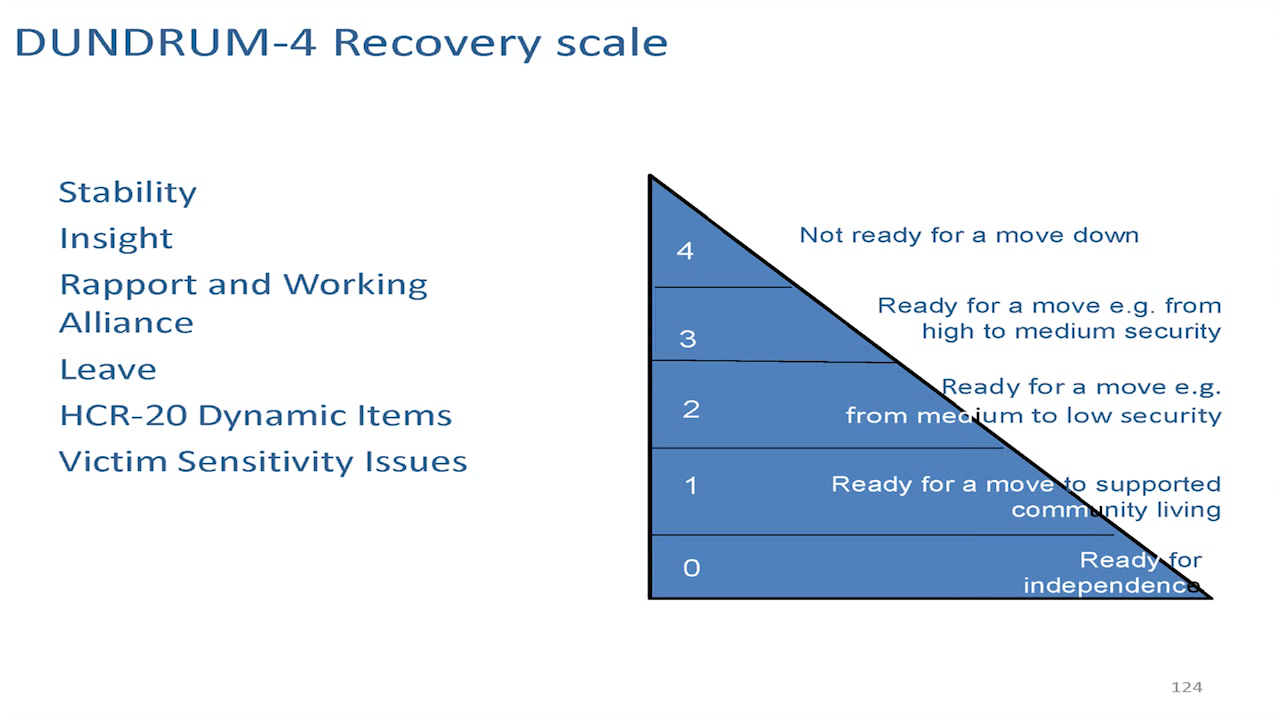 DUNDRUM-4 Recovery scale
Stability
Insight
Rapport and Working
Alliance
Leave
HCR-20 Dynamic Items
Victim Sensitivity Issues
4
Not ready for a move down
3
Ready for a move e.g. from
high to medium security
2
Ready for a move e.g.
from medium to low security
1
Ready for a move to supported
community living
0
Ready for
independence
124